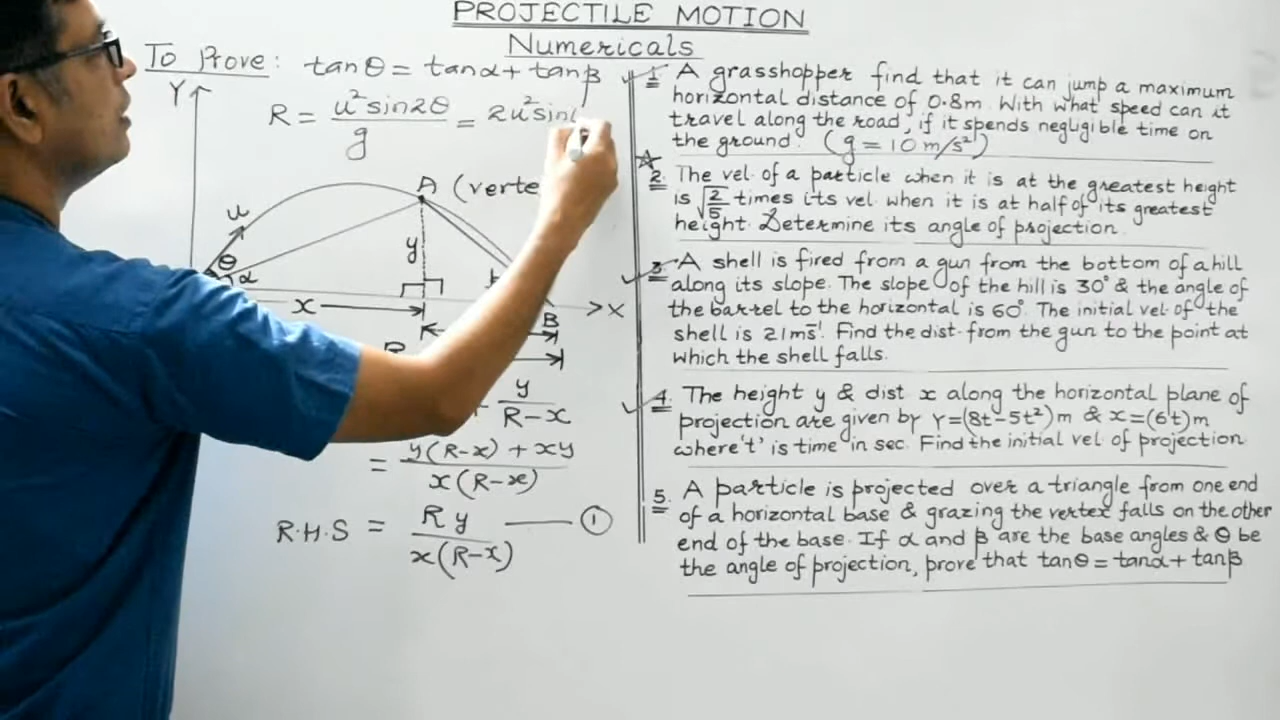 PROJECTILE MOTION
Numericals
To Prove: tanθ = tanα + tanβ
R = u² sin2θ / g = 2u² sin
Y
A (verte
u
θ
α
y
x
B
X
y / R-x
= y(R-x) + xy / x(R-x)
R.H.S = Ry / x(R-x) —— ①
1. A grasshopper find that it can jump a maximum
horizontal distance of 0.8m. With what speed can it
travel along the road, if it spends negligible time on
the ground. (g = 10 m/s²)
2. The vel. of a particle when it is at the greatest height
is √2/5 times its vel. when it is at half of its greatest
height. Determine its angle of projection.
3. A shell is fired from a gun from the bottom of a hill
along its slope. The slope of the hill is 30° & the angle of
the barrel to the horizontal is 60°. The initial vel. of the
shell is 21ms⁻¹. Find the dist. from the gun to the point at
which the shell falls.
4. The height y & dist x along the horizontal plane of
projection are given by Y=(8t-5t²)m & x=(6t)m
where 't' is time in sec. Find the initial vel. of projection
5. A particle is projected over a triangle from one end
of a horizontal base & grazing the vertex falls on the other
end of the base. If α and β are the base angles & θ be
the angle of projection, prove that tanθ = tanα + tanβ